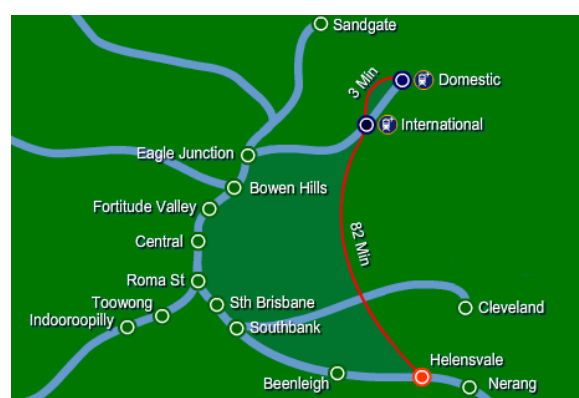 Sandgate
3 Min
Domestic
International
Eagle Junction
Bowen Hills
Fortitude Valley
Central
82 Min
Roma St
Toowong
Sth Brisbane
Cleveland
Indooroopilly
Southbank
Helensvale
Beenleigh
Nerang